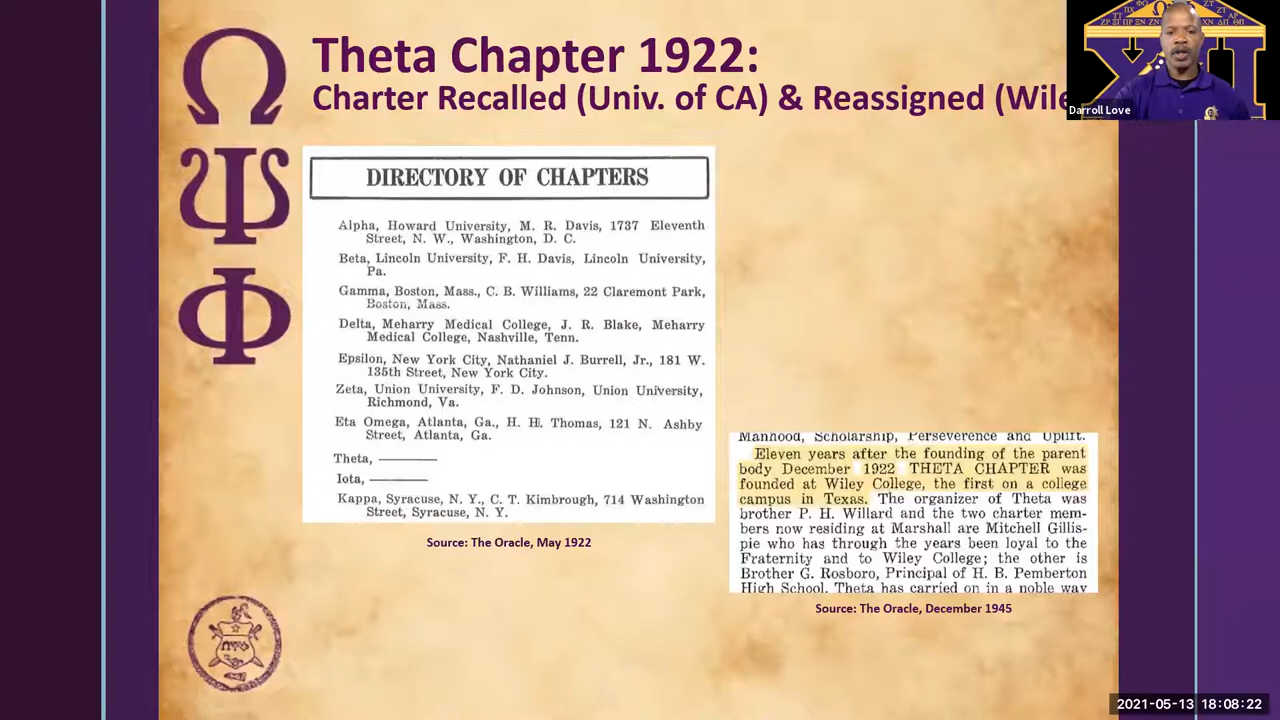 Ω
Ψ
Φ
Theta Chapter 1922:
Charter Recalled (Univ. of CA) & Reassigned (Wile
Darroll Love
DIRECTORY OF CHAPTERS
Alpha, Howard University, M. R. Davis, 1737 Eleventh
Street, N. W., Washington, D. C.
Beta, Lincoln University, F. H. Davis, Lincoln University,
Pa.
Gamma, Boston, Mass., C. B. Williams, 22 Claremont Park,
Boston, Mass.
Delta, Meharry Medical College, J. R. Blake, Meharry
Medical College, Nashville, Tenn.
Epsilon, New York City, Nathaniel J. Burrell, Jr., 181 W.
135th Street, New York City.
Zeta, Union University, F. D. Johnson, Union University,
Richmond, Va.
Eta Omega, Atlanta, Ga., H. H. Thomas, 121 N. Ashby
Street, Atlanta, Ga.
Theta, ———
Iota, ———
Kappa, Syracuse, N. Y., C. T. Kimbrough, 714 Washington
Street, Syracuse, N. Y.
Source: The Oracle, May 1922
Manhood, Scholarship, Perseverence and Uplift.
Eleven years after the founding of the parent
body December 1922 THETA CHAPTER was
founded at Wiley College, the first on a college
campus in Texas. The organizer of Theta was
brother P. H. Willard and the two charter mem-
bers now residing at Marshall are Mitchell Gillis-
pie who has through the years been loyal to the
Fraternity and to Wiley College; the other is
Brother G. Rosboro, Principal of H. B. Pemberton
High School. Theta has carried on in a noble way
Source: The Oracle, December 1945
ΩΨΦ
2021-05-13 18:08:22